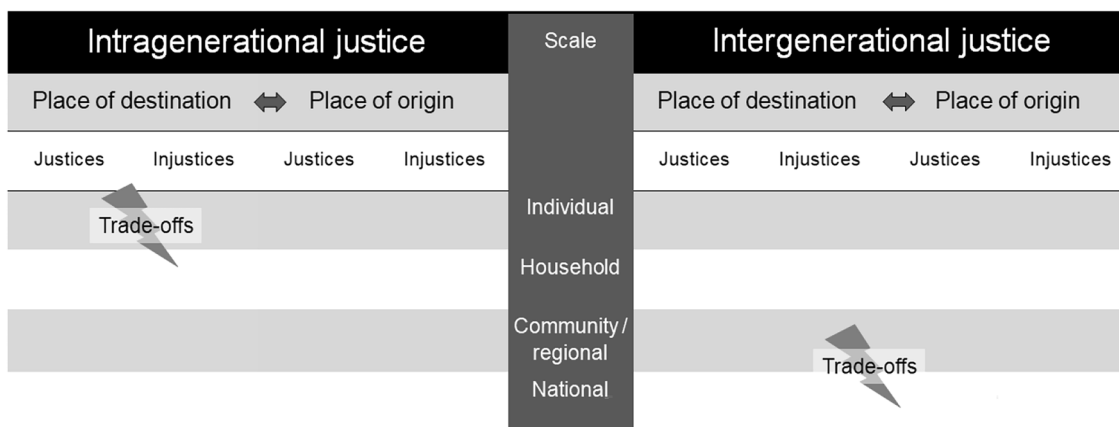 Intragenerational justice Scale Intergenerational justice
Place of destination Place of origin Place of destination Place of origin
Justices Injustices Justices Injustices Justices Injustices Justices Injustices
Individual
Trade-offs
Household
Community /
regional
Trade-offs
National